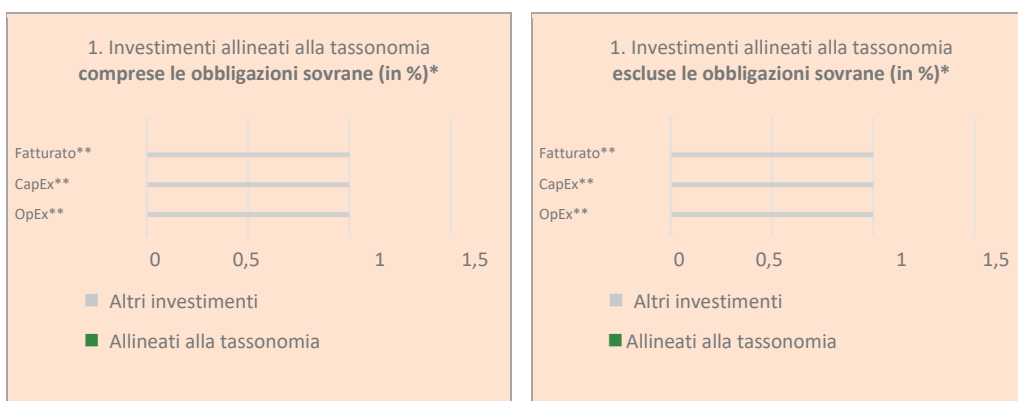 1. Investimenti allineati alla tassonomia
comprese le obbligazioni sovrane (in %)*
Fatturato**
CapEx**
OpEx**
0 0,5 1 1,5
Altri investimenti
Allineati alla tassonomia
1. Investimenti allineati alla tassonomia
escluse le obbligazioni sovrane (in %)*
Fatturato**
CapEx**
OpEx**
0 0,5 1 1,5
Altri investimenti
Allineati alla tassonomia